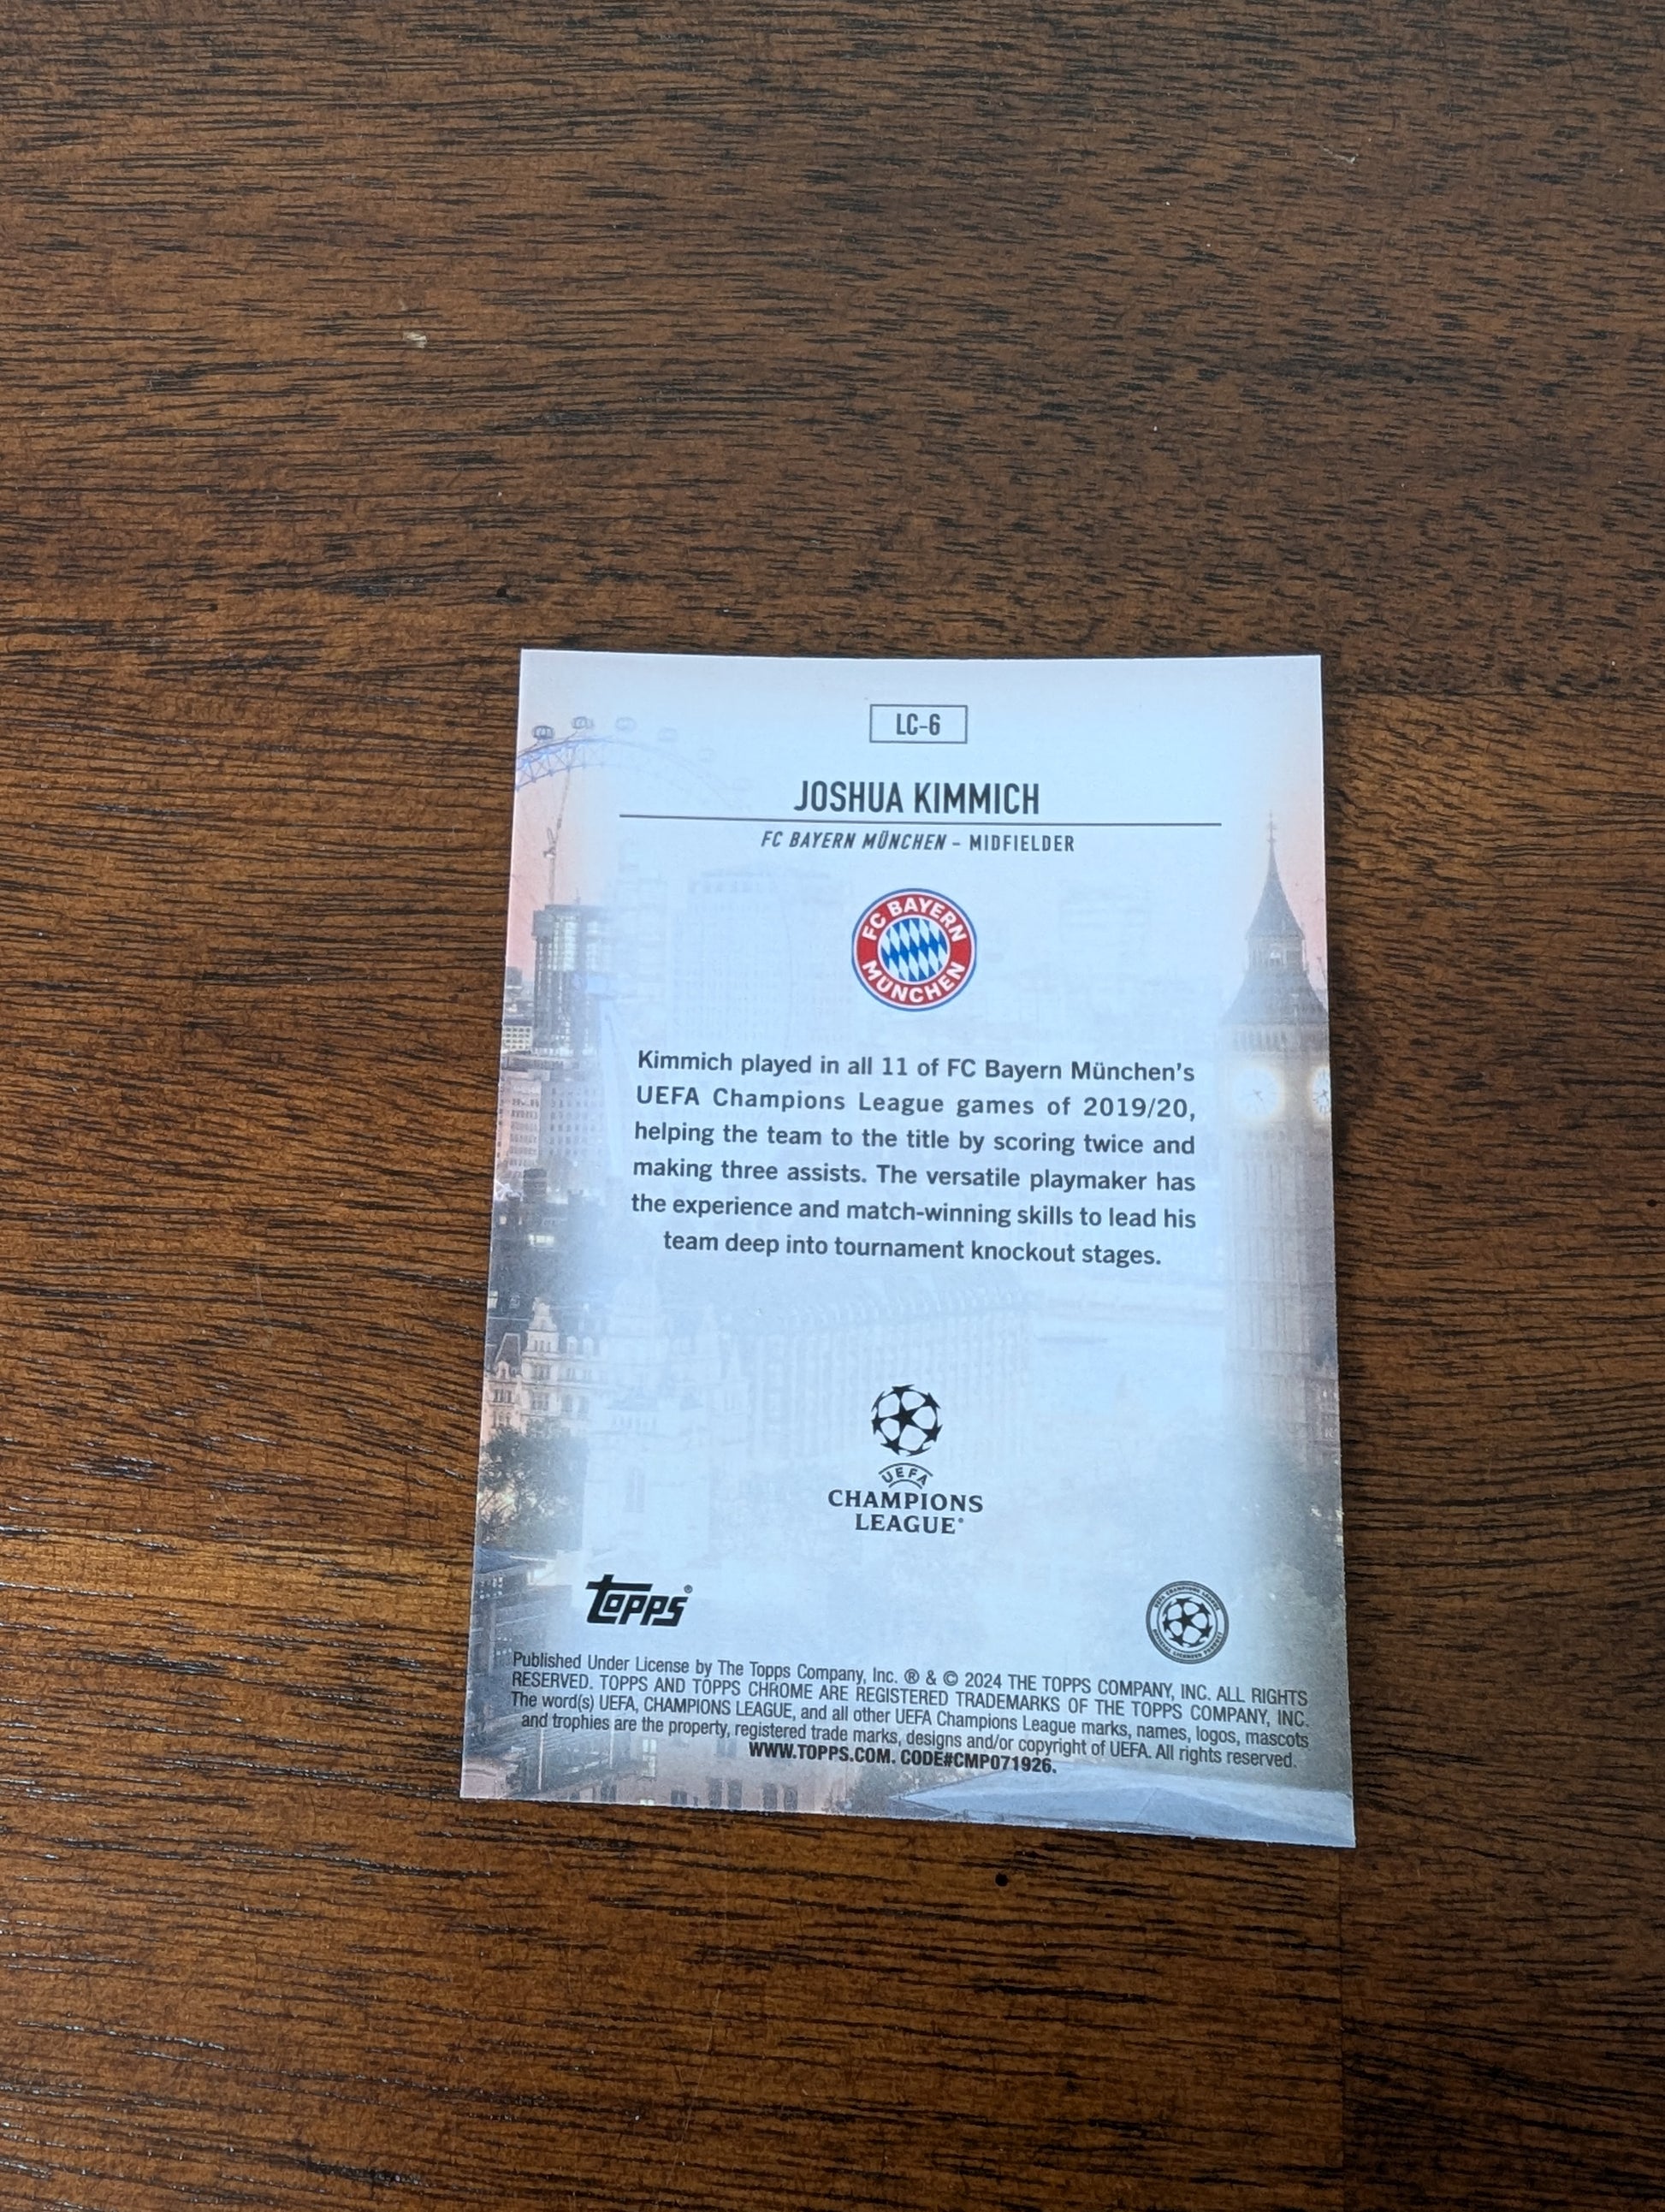 LC-6
JOSHUA KIMMICH
FC BAYERN MÜNCHEN – MIDFIELDER
FC BAYERN
MÜNCHEN
Kimmich played in all 11 of FC Bayern München's
UEFA Champions League games of 2019/20,
helping the team to the title by scoring twice and
making three assists. The versatile playmaker has
the experience and match-winning skills to lead his
team deep into tournament knockout stages.
UEFA
CHAMPIONS
LEAGUE®
Topps®
Published Under License by The Topps Company, Inc. ® & © 2024 THE TOPPS COMPANY, INC. ALL RIGHTS
RESERVED. TOPPS AND TOPPS CHROME ARE REGISTERED TRADEMARKS OF THE TOPPS COMPANY, INC.
The word(s) UEFA, CHAMPIONS LEAGUE, and all other UEFA Champions League marks, names, logos, mascots
and trophies are the property, registered trade marks, designs and/or copyright of UEFA. All rights reserved.
WWW.TOPPS.COM. CODE#CMP071926.